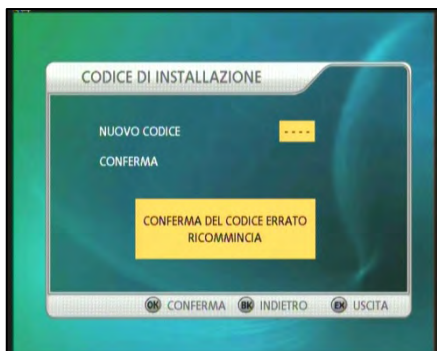 CODICE DI INSTALLAZIONE
NUOVO CODICE - - - -
CONFERMA
CONFERMA DEL CODICE ERRATO
RICOMMINCIA
OK CONFERMA BK INDIETRO EX USCITA